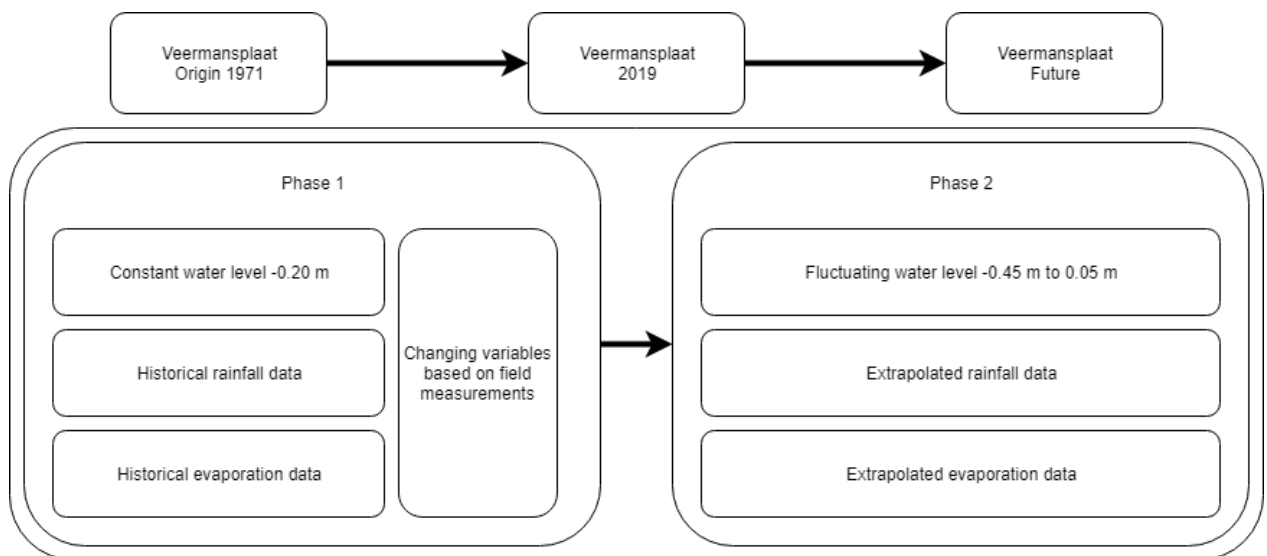 Veermansplaat
Origin 1971
Veermansplaat
2019
Veermansplaat
Future
Phase 1
Constant water level -0.20 m
Historical rainfall data
Historical evaporation data
Changing variables
based on field
measurements
Phase 2
Fluctuating water level -0.45 m to 0.05 m
Extrapolated rainfall data
Extrapolated evaporation data